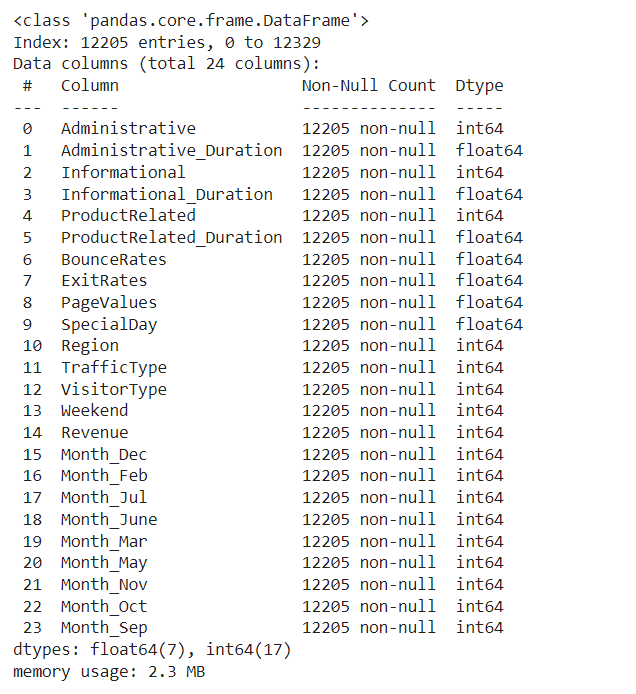 <class 'pandas.core.frame.DataFrame'>
Index: 12205 entries, 0 to 12329
Data columns (total 24 columns):
 #   Column                   Non-Null Count  Dtype
---  ------                   --------------  -----
 0   Administrative           12205 non-null  int64
 1   Administrative_Duration  12205 non-null  float64
 2   Informational            12205 non-null  int64
 3   Informational_Duration   12205 non-null  float64
 4   ProductRelated           12205 non-null  int64
 5   ProductRelated_Duration  12205 non-null  float64
 6   BounceRates              12205 non-null  float64
 7   ExitRates                12205 non-null  float64
 8   PageValues               12205 non-null  float64
 9   SpecialDay               12205 non-null  float64
 10  Region                   12205 non-null  int64
 11  TrafficType              12205 non-null  int64
 12  VisitorType              12205 non-null  int64
 13  Weekend                  12205 non-null  int64
 14  Revenue                  12205 non-null  int64
 15  Month_Dec                12205 non-null  int64
 16  Month_Feb                12205 non-null  int64
 17  Month_Jul                12205 non-null  int64
 18  Month_June               12205 non-null  int64
 19  Month_Mar                12205 non-null  int64
 20  Month_May                12205 non-null  int64
 21  Month_Nov                12205 non-null  int64
 22  Month_Oct                12205 non-null  int64
 23  Month_Sep                12205 non-null  int64
dtypes: float64(7), int64(17)
memory usage: 2.3 MB